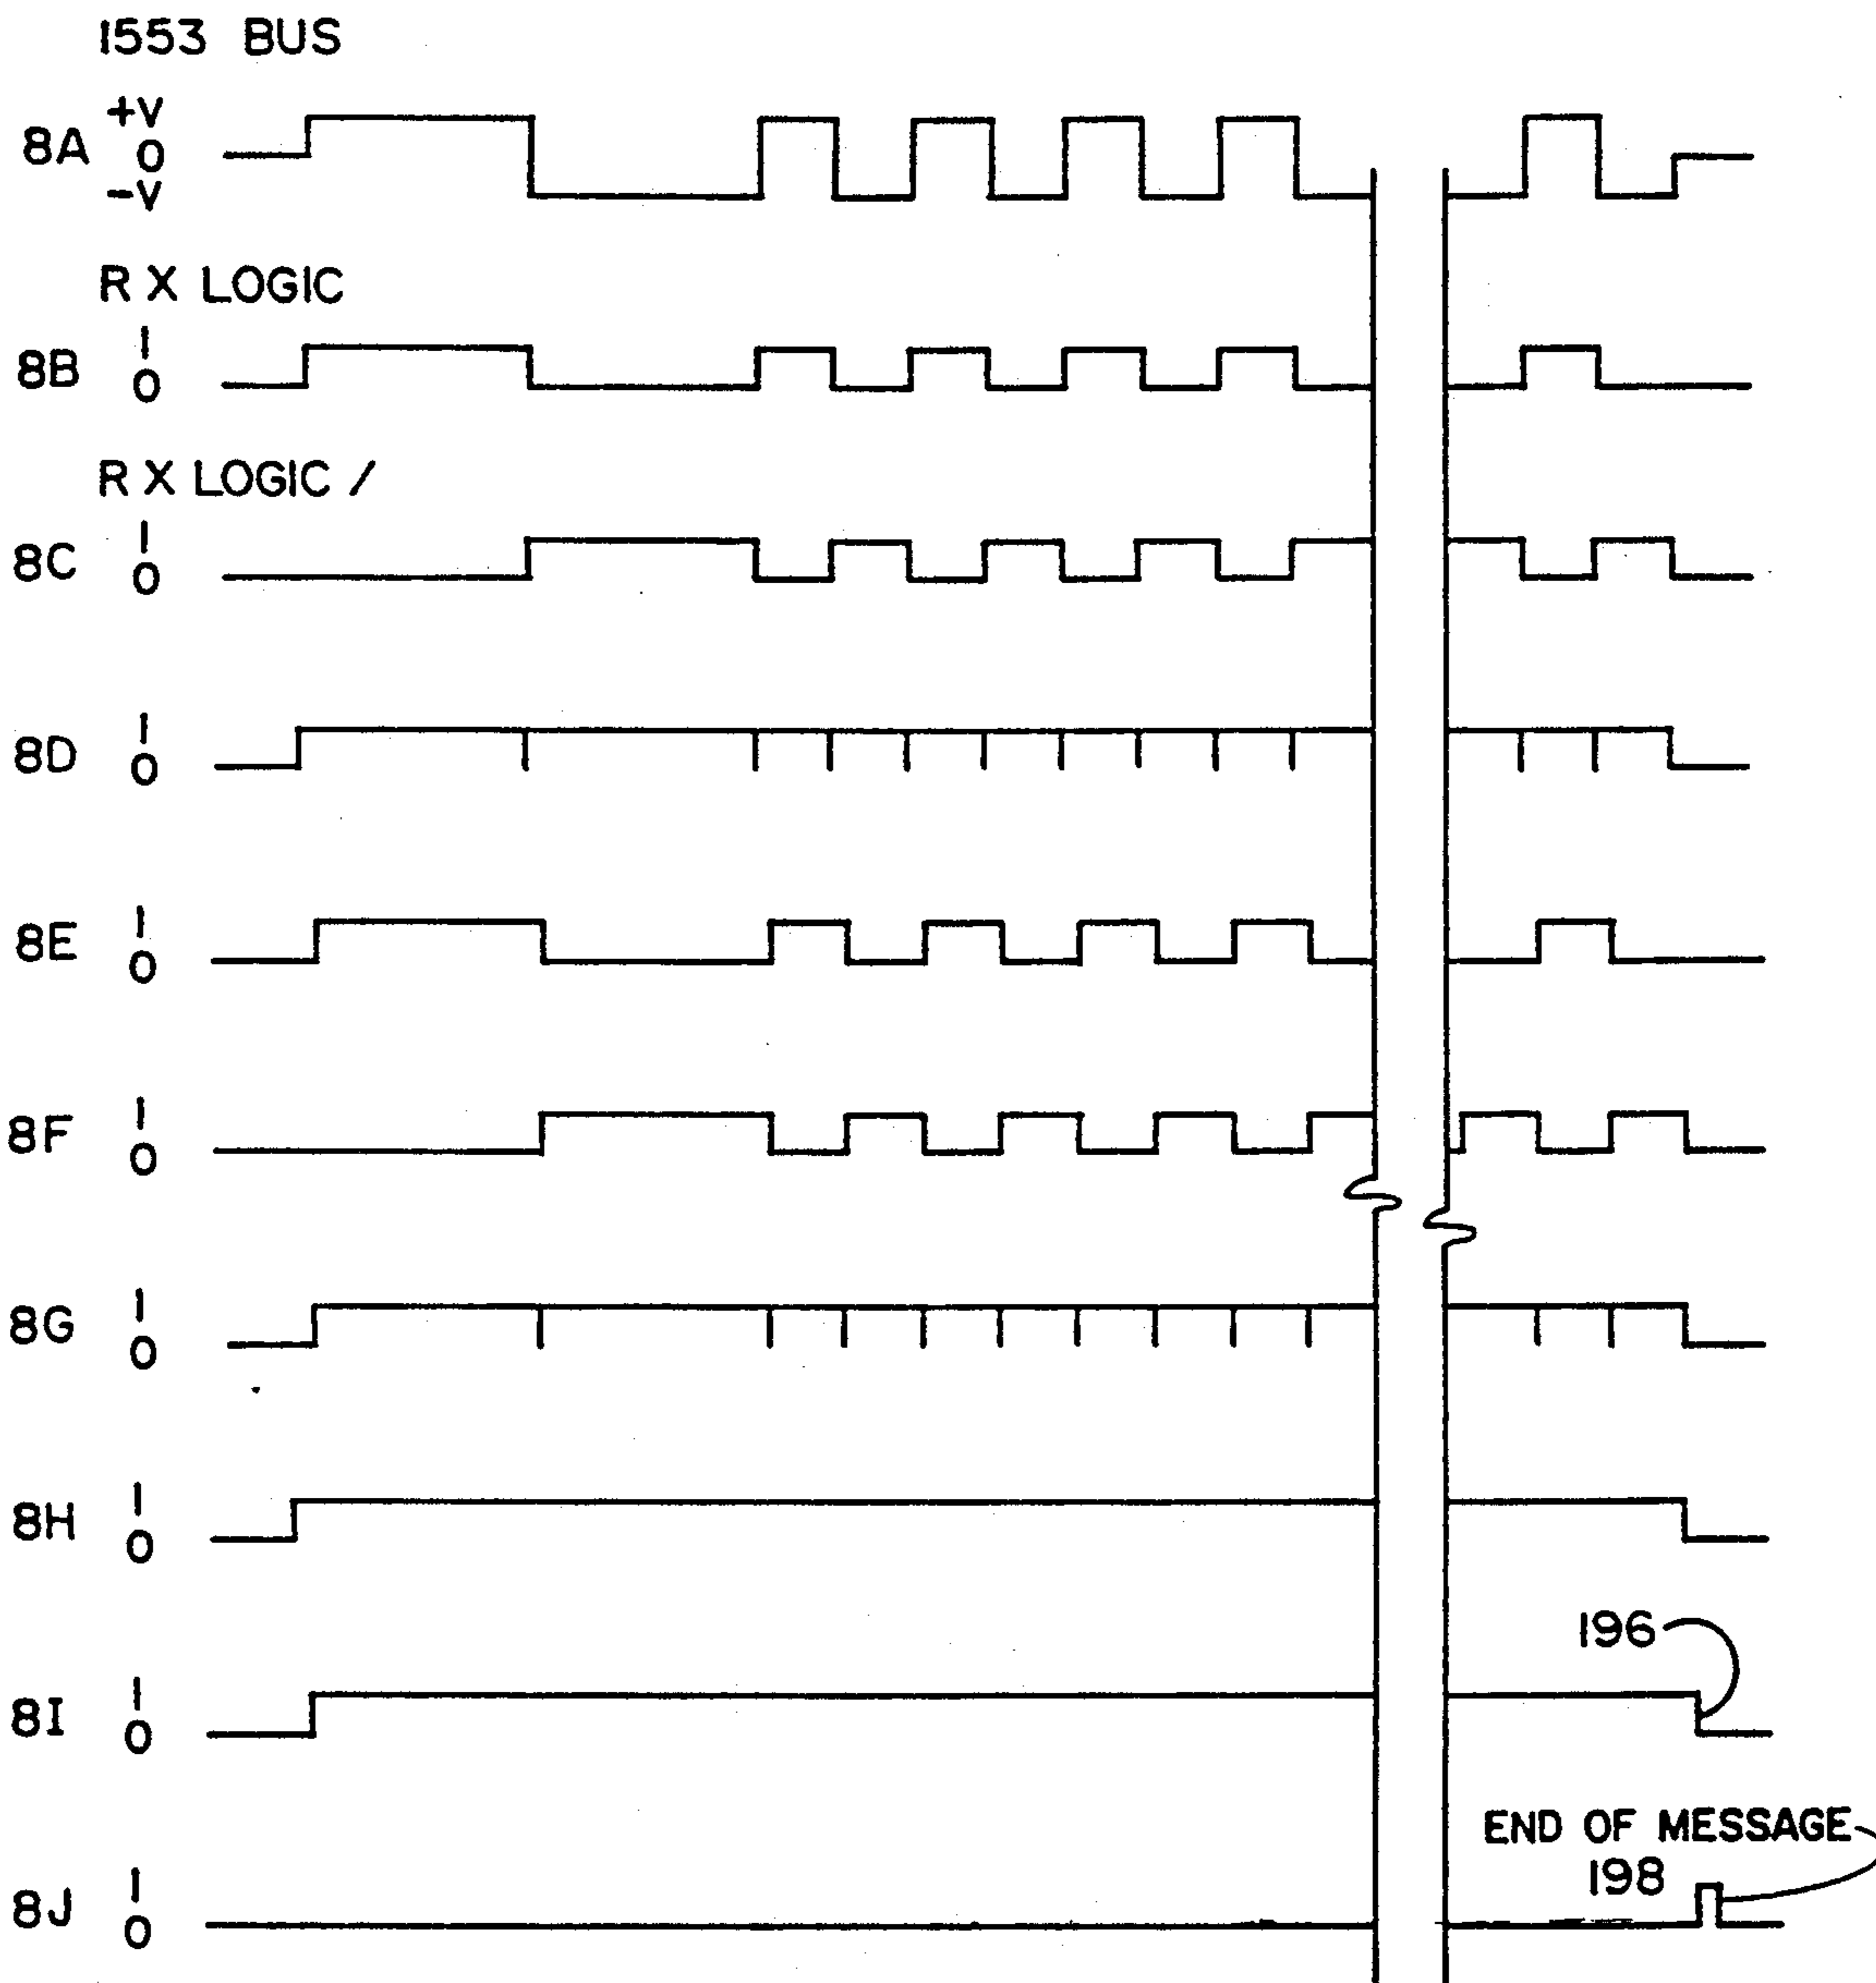 1553 BUS
+V
8A 0
-V
RX LOGIC
1
8B 0
RX LOGIC /
1
8C 0
1
8D 0
1
8E 0
1
8F 0
1
8G 0
1
8H 0
196
1
8I 0
END OF MESSAGE
198
1
8J 0